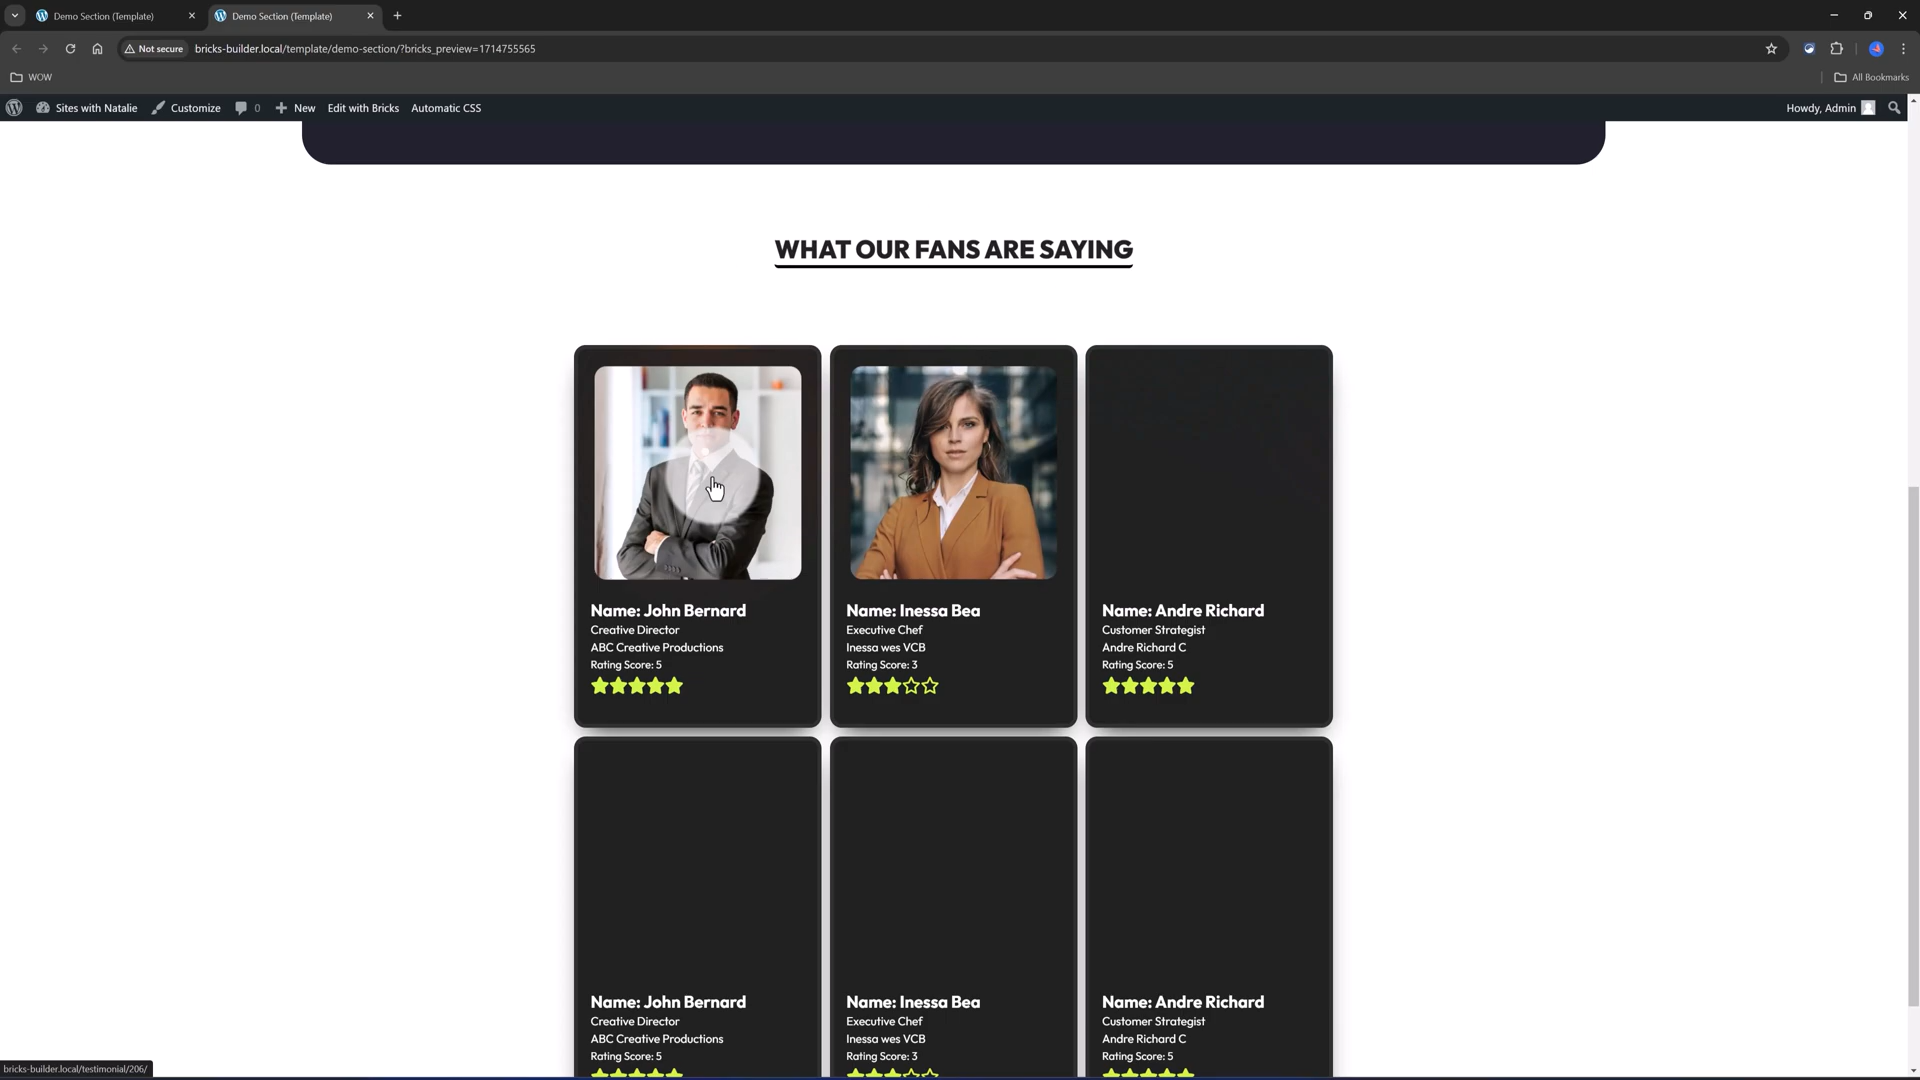 Demo Section (Template)
Demo Section (Template)
Not secure
bricks-builder.local/template/demo-section/?bricks_preview=1714755565
WOW
All Bookmarks
Sites with Natalie
Customize
0
New
Edit with Bricks
Automatic CSS
Howdy, Admin
WHAT OUR FANS ARE SAYING
Name: John Bernard
Creative Director
ABC Creative Productions
Rating Score: 5
Name: Inessa Bea
Executive Chef
Inessa wes VCB
Rating Score: 3
Name: Andre Richard
Customer Strategist
Andre Richard C
Rating Score: 5
Name: John Bernard
Creative Director
ABC Creative Productions
Rating Score: 5
Name: Inessa Bea
Executive Chef
Inessa wes VCB
Rating Score: 3
Name: Andre Richard
Customer Strategist
Andre Richard C
Rating Score: 5
bricks-builder.local/testimonial/206/